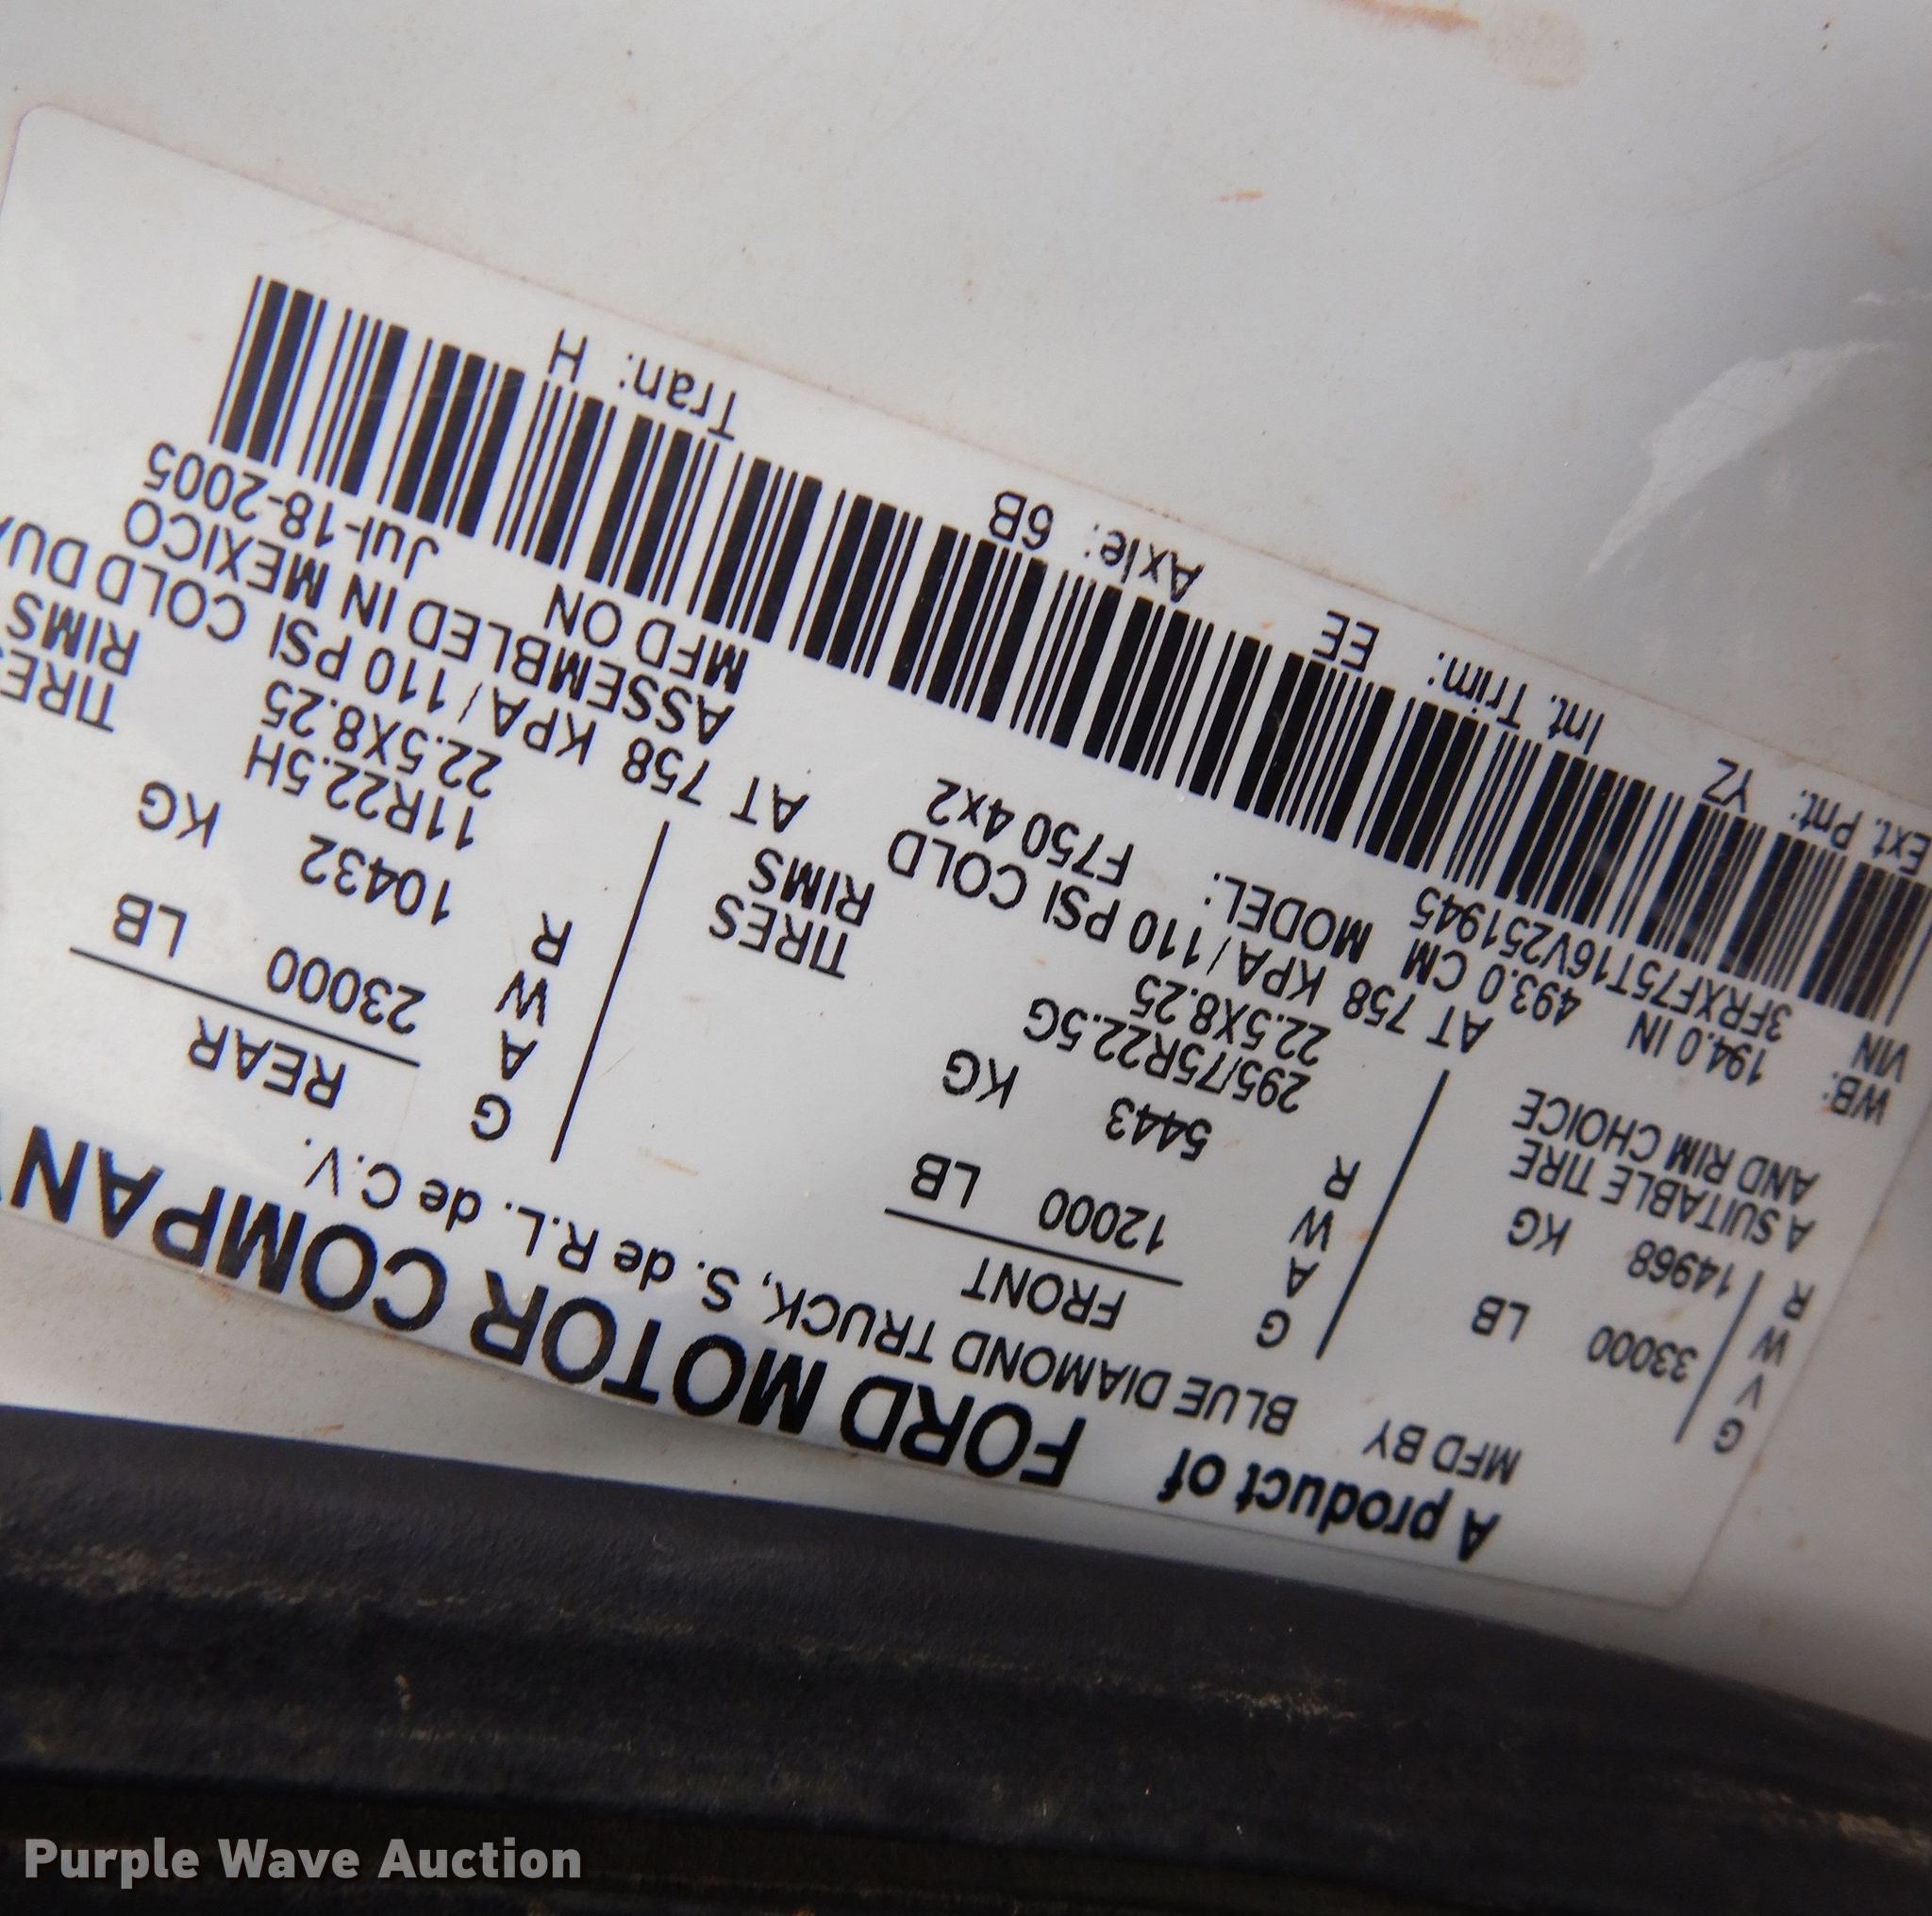 A product of FORD MOTOR COMPANY
MFD BY BLUE DIAMOND TRUCK, S. de R.L. de C.V.
GVWR 33000 LB
14968 KG
A SUITABLE TIRE
AND RIM CHOICE
GAWR FRONT
12000 LB
5443 KG
TIRES 295/75R22.5G
RIMS 22.5X8.25
AT 758 KPA / 110 PSI COLD
GAWR REAR
23000 LB
10432 KG
TIRES 11R22.5H
RIMS 22.5X8.25
AT 758 KPA / 110 PSI COLD
WB: 194.0 IN 493.0 CM MODEL: F750 4x2 ASSEMBLED IN MEXICO
VIN 3FRXF75T16V251945 MFD ON Jul-18-2005
Ext. Pnt: YZ Int. Trim: EE Axle: 6B Tran: H
Purple Wave Auction